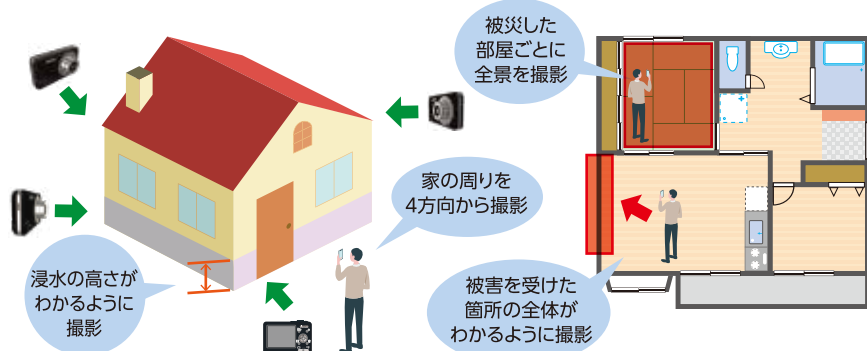 被災した
部屋ごとに
全景を撮影
家の周りを
4方向から撮影
浸水の高さが
わかるように
撮影
被害を受けた
箇所の全体が
わかるように撮影